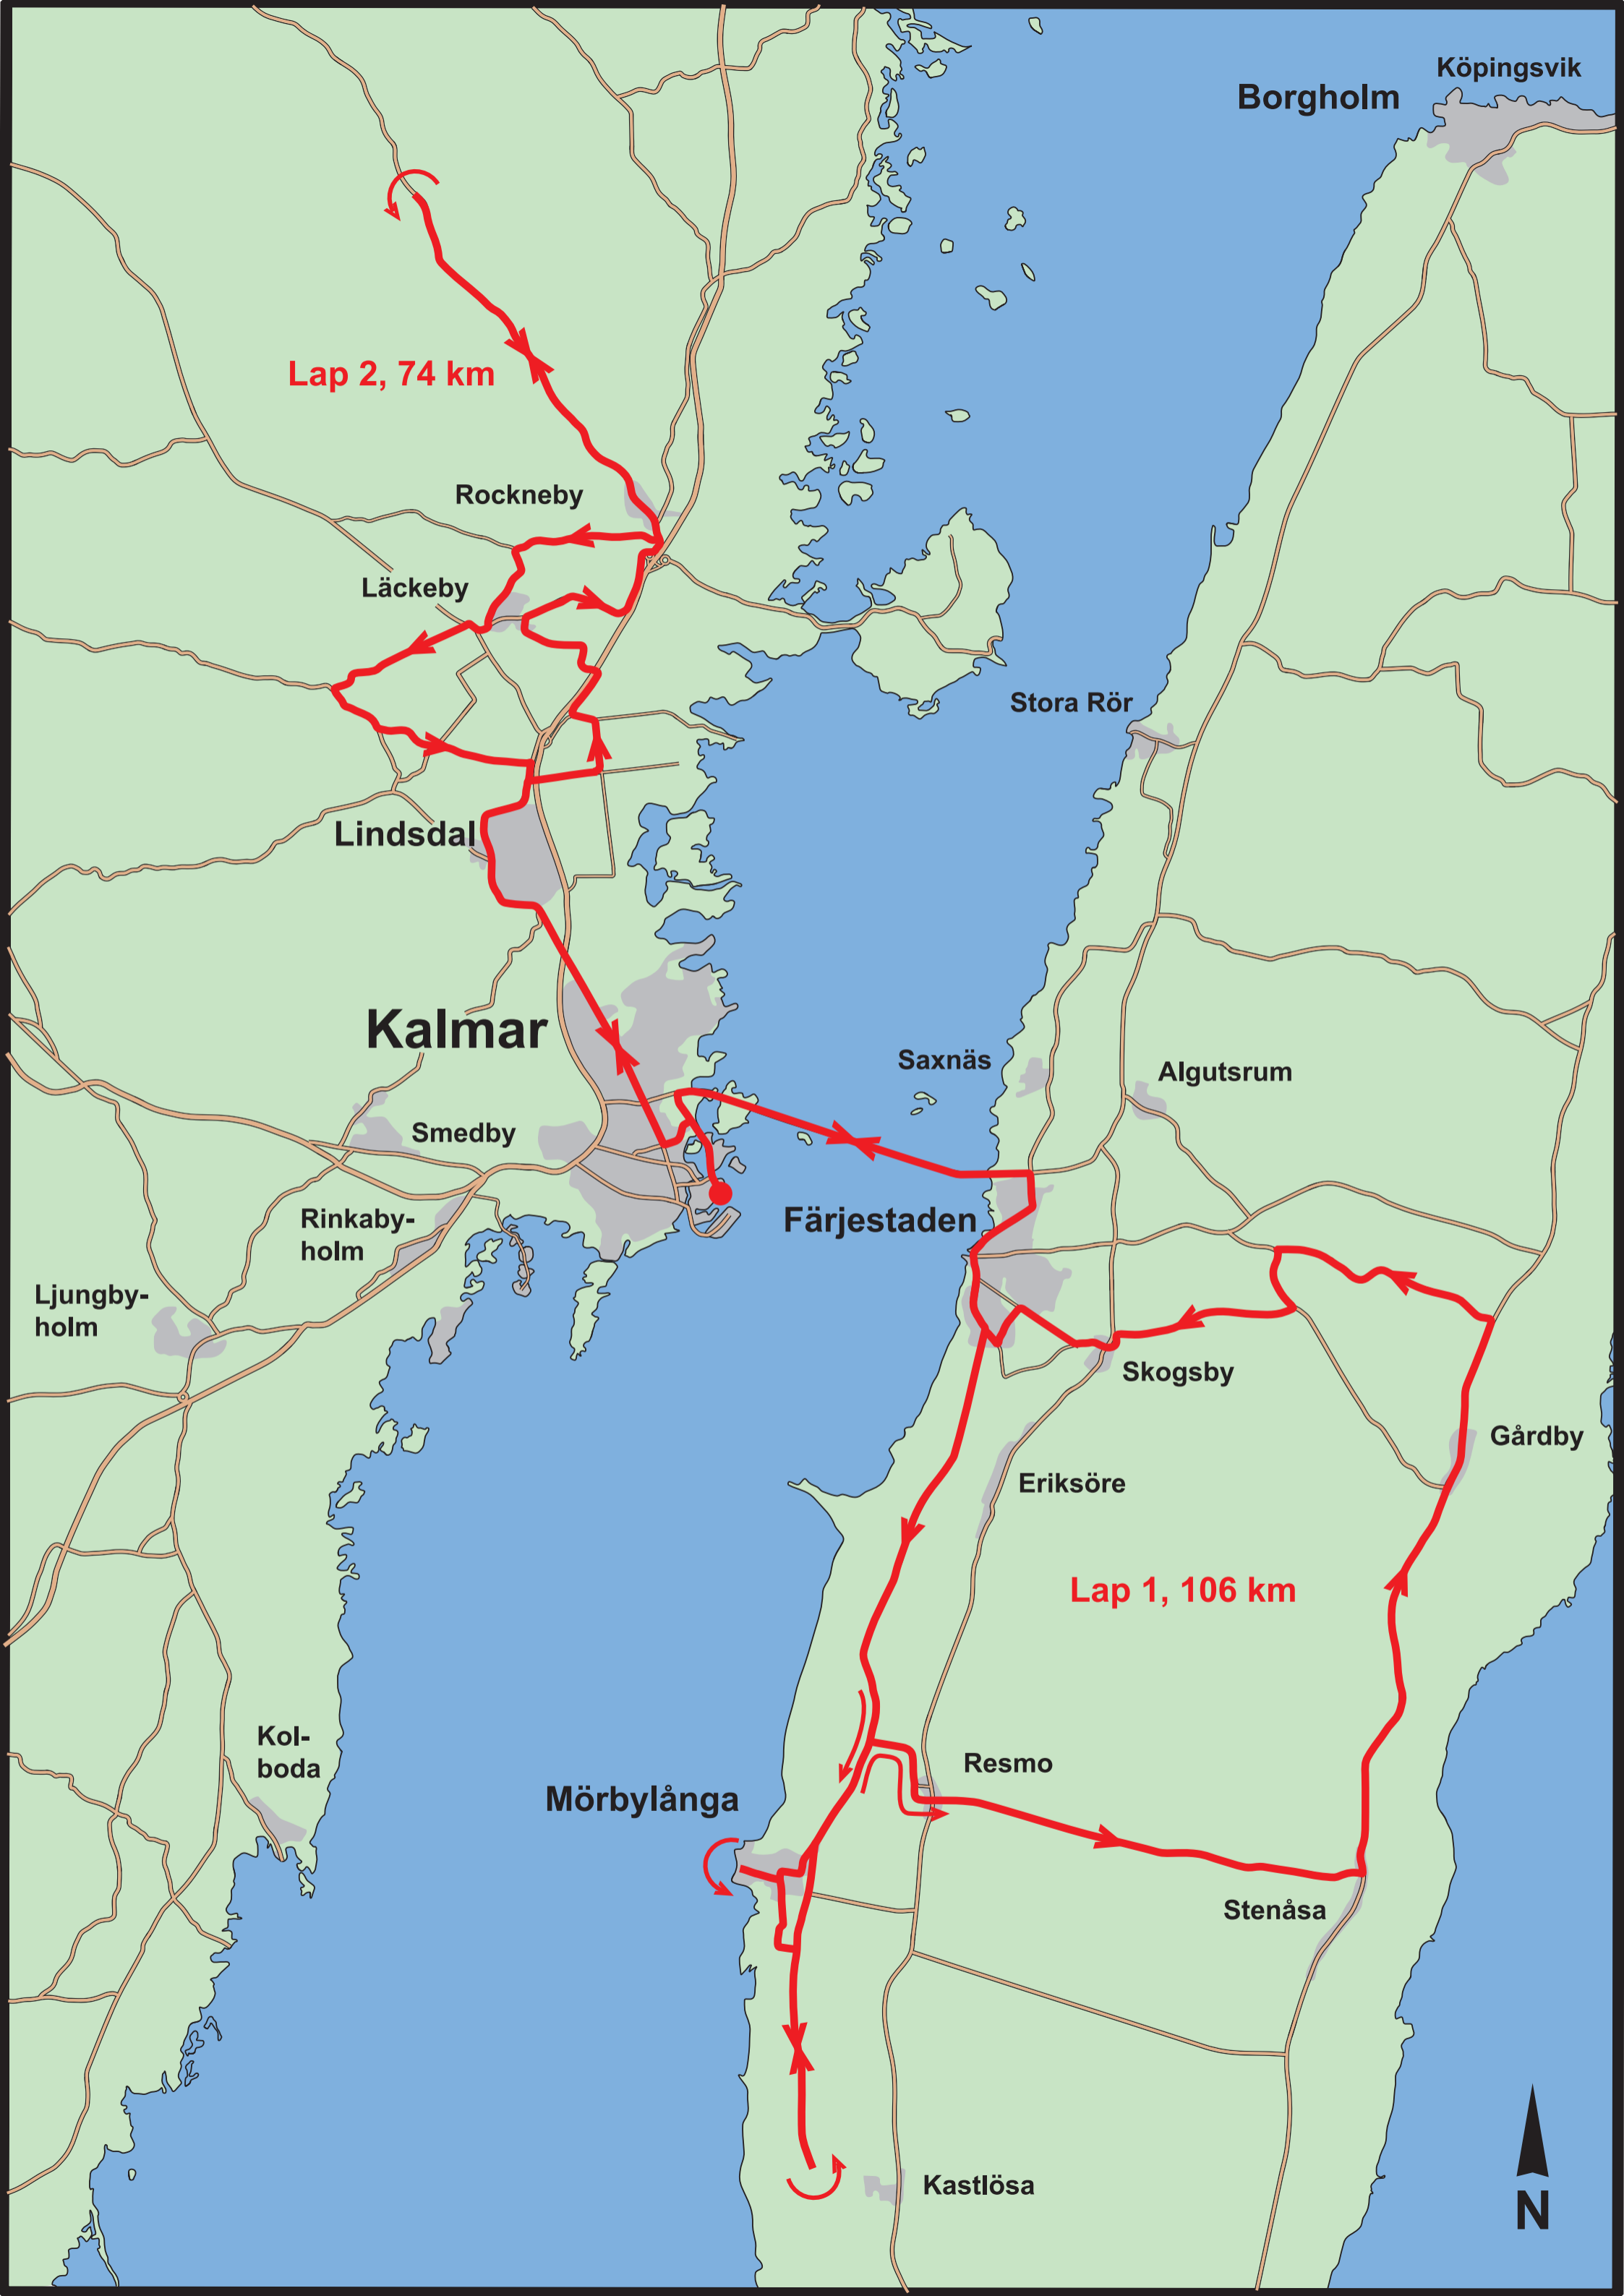 Köpingsvik
Borgholm
Lap 2, 74 km
Rockneby
Läckeby
Stora Rör
Lindsdal
Kalmar
Saxnäs
Algutsrum
Smedby
Rinkaby-
holm
Färjestaden
Ljungby-
holm
Skogsby
Gårdby
Eriksöre
Lap 1, 106 km
Kol-
boda
Resmo
Mörbylånga
Stenåsa
Kastlösa
N